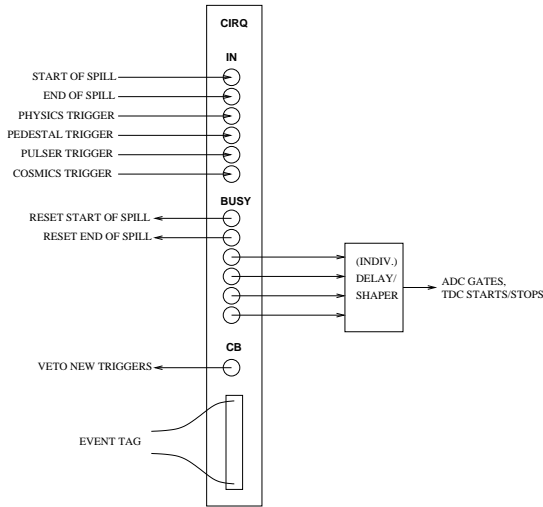 CIRQ
IN
START OF SPILL
END OF SPILL
PHYSICS TRIGGER
PEDESTAL TRIGGER
PULSER TRIGGER
COSMICS TRIGGER
BUSY
RESET START OF SPILL
RESET END OF SPILL
(INDIV.)
DELAY/
SHAPER
ADC GATES,
TDC STARTS/STOPS
CB
VETO NEW TRIGGERS
EVENT TAG